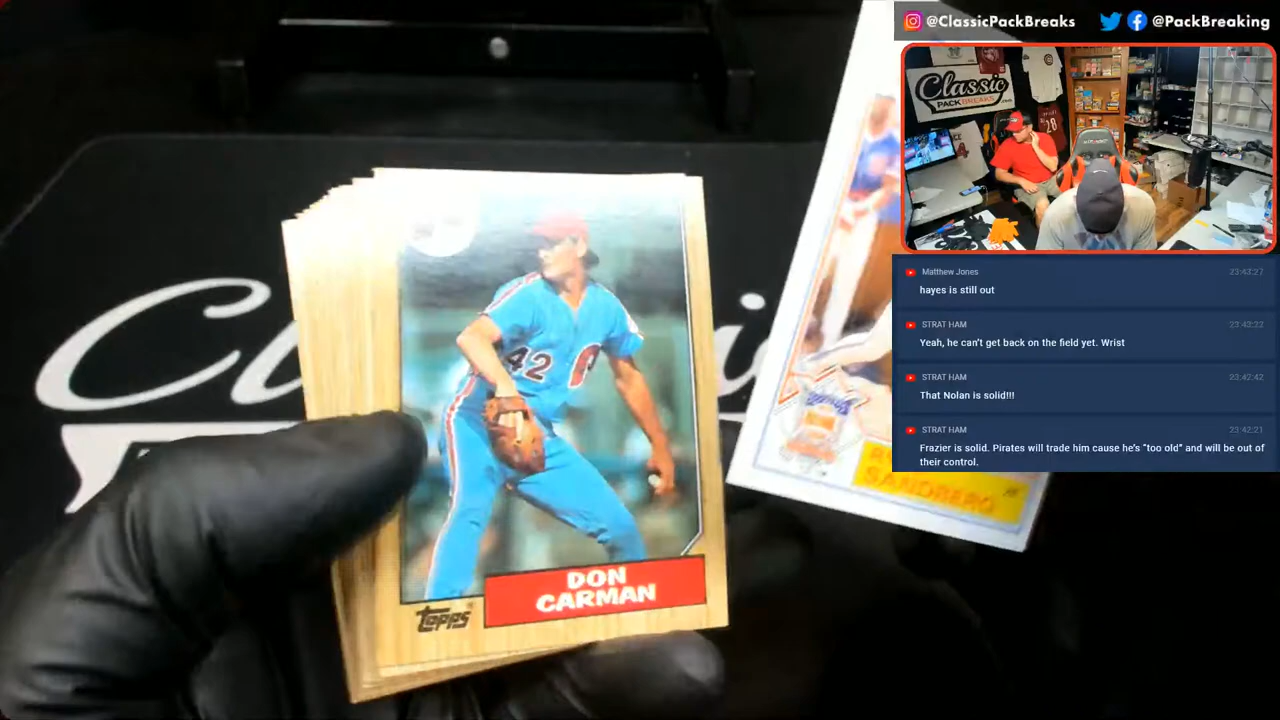 @ClassicPackBreaks
@PackBreaking
Classic
PACK BREAKS
28
Matthew Jones
23:43:27
hayes is still out
STRAT HAM
23:43:22
Yeah, he can't get back on the field yet. Wrist
STRAT HAM
23:42:42
That Nolan is solid!!!
STRAT HAM
23:42:21
Frazier is solid. Pirates will trade him cause he's "too old" and will be out of
their control.
42
P
DON
CARMAN
Topps
SANDBERG